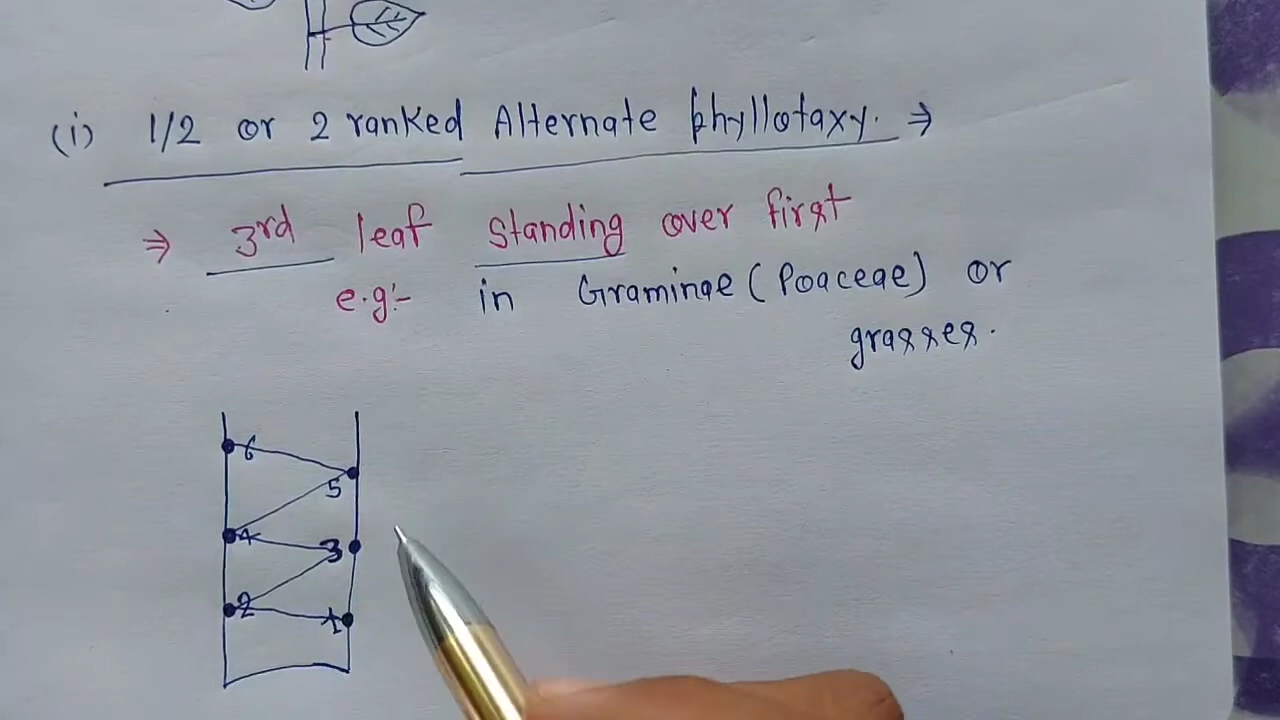 (i) 1/2 or 2 ranked Alternate phyllotaxy. ⇒
⇒ 3rd leaf standing over first
e.g:- in Graminae (Poaceae) or
grasses.
6
5
4
3
2
1